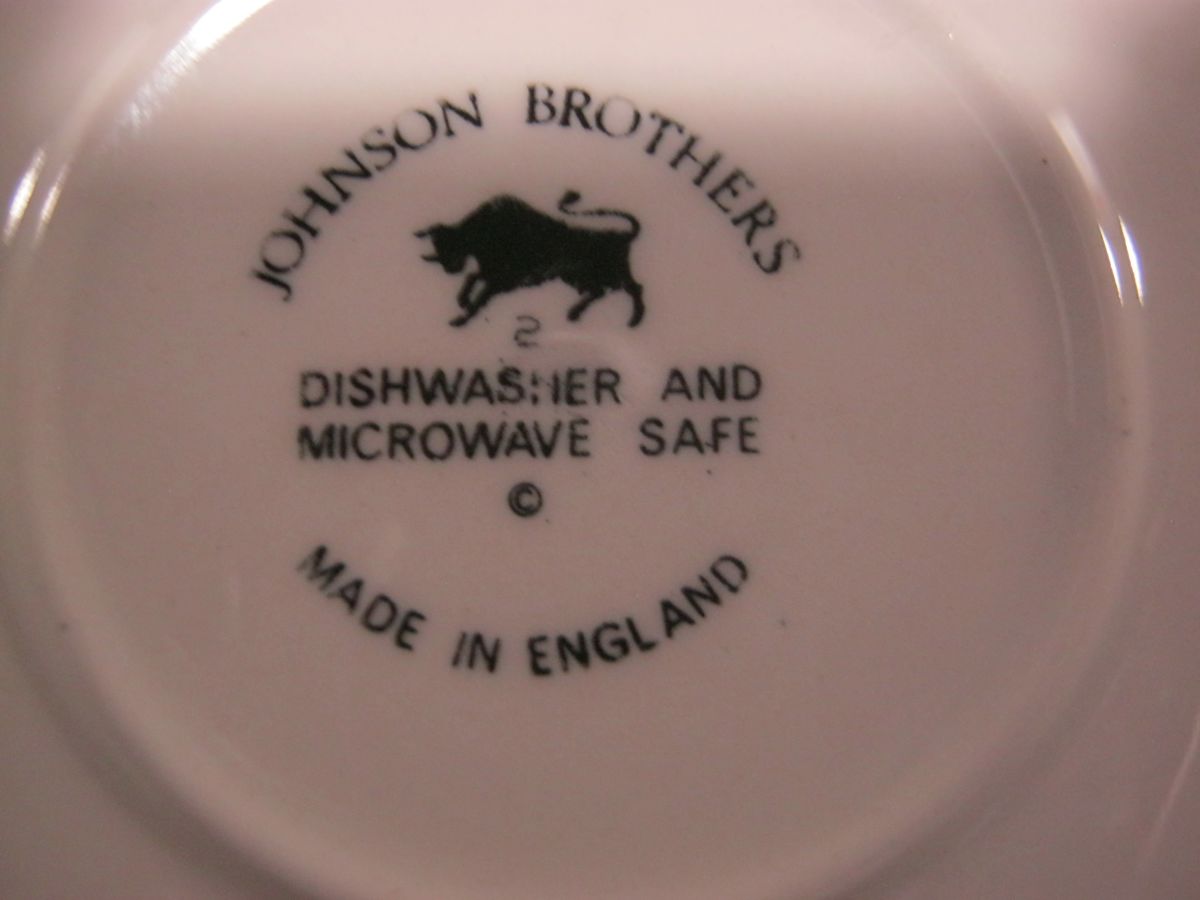 JOHNSON BROTHERS
2
DISHWASHER AND
MICROWAVE SAFE
©
MADE IN ENGLAND